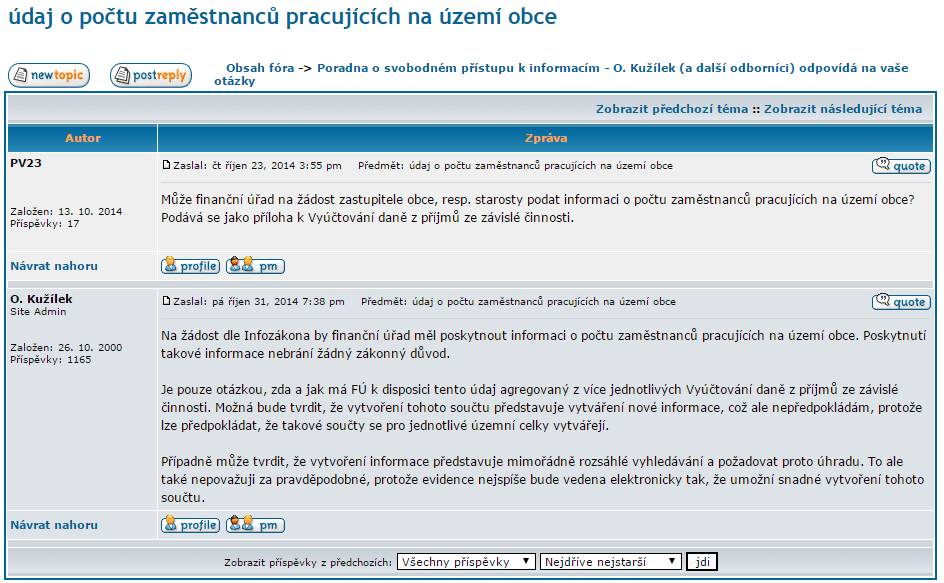 údaj o počtu zaměstnanců pracujících na území obce
newtopic postreply Obsah fóra -> Poradna o svobodném přístupu k informacím - O. Kužílek (a další odborníci) odpovídá na vaše
otázky
Zobrazit předchozí téma :: Zobrazit následující téma
Autor Zpráva
PV23
Založen: 13. 10. 2014
Příspěvky: 17
Zaslal: čt říjen 23, 2014 3:55 pm Předmět: údaj o počtu zaměstnanců pracujících na území obce quote
Může finanční úřad na žádost zastupitele obce, resp. starosty podat informaci o počtu zaměstnanců pracujících na území obce?
Podává se jako příloha k Vyúčtování daně z příjmů ze závislé činnosti.
Návrat nahoru profile pm
O. Kužílek
Site Admin
Založen: 26. 10. 2000
Příspěvky: 1165
Zaslal: pá říjen 31, 2014 7:38 pm Předmět: údaj o počtu zaměstnanců pracujících na území obce quote
Na žádost dle Infozákona by finanční úřad měl poskytnout informaci o počtu zaměstnanců pracujících na území obce. Poskytnutí
takové informace nebrání žádný zákonný důvod.
Je pouze otázkou, zda a jak má FÚ k disposici tento údaj agregovaný z více jednotlivých Vyúčtování daně z příjmů ze závislé
činnosti. Možná bude tvrdit, že vytvoření tohoto součtu představuje vytváření nové informace, což ale nepředpokládám, protože
lze předpokládat, že takové součty se pro jednotlivé územní celky vytvářejí.
Případně může tvrdit, že vytvoření informace představuje mimořádně rozsáhlé vyhledávání a požadovat proto úhradu. To ale
také nepovažuji za pravděpodobné, protože evidence nejspíše bude vedena elektronicky tak, že umožní snadné vytvoření tohoto
součtu.
Návrat nahoru profile pm
Zobrazit příspěvky z předchozích: Všechny příspěvky Nejdříve nejstarší jdi